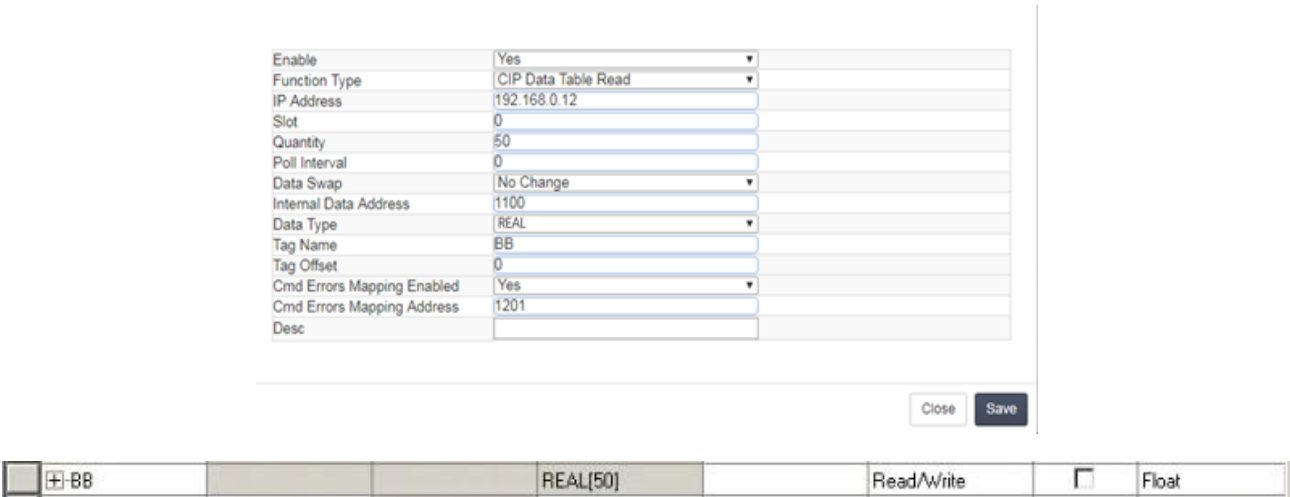 Enable Yes
Function Type CIP Data Table Read
IP Address 192.168.0.12
Slot 0
Quantity 50
Poll Interval 0
Data Swap No Change
Internal Data Address 1100
Data Type REAL
Tag Name BB
Tag Offset 0
Cmd Errors Mapping Enabled Yes
Cmd Errors Mapping Address 1201
Desc
Close Save
BB REAL[50] Read/Write Float